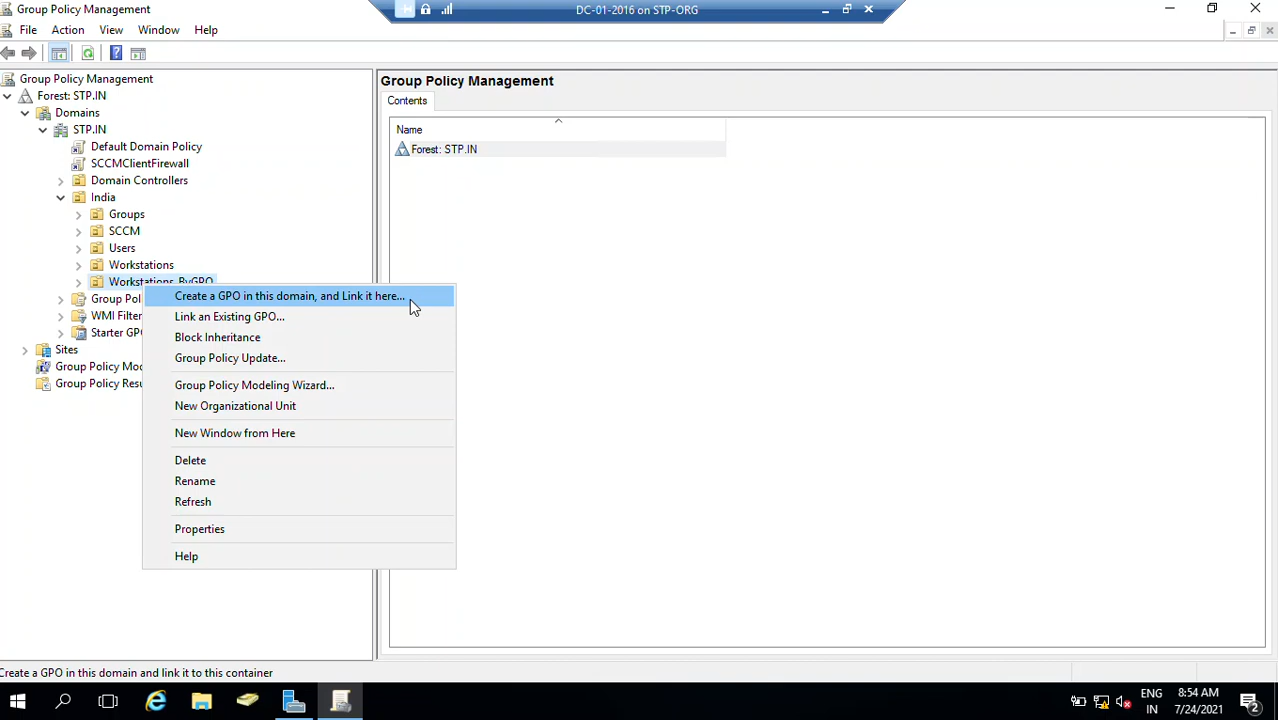 Group Policy Management
DC-01-2016 on STP-ORG
File Action View Window Help
Group Policy Management
Forest: STP.IN
Domains
STP.IN
Default Domain Policy
SCCMClientFirewall
Domain Controllers
India
Groups
SCCM
Users
Workstations
Workstations_ByGPO
Group Pol
WMI Filter
Starter GP
Sites
Group Policy Mod
Group Policy Resu
Create a GPO in this domain, and Link it here...
Link an Existing GPO...
Block Inheritance
Group Policy Update...
Group Policy Modeling Wizard...
New Organizational Unit
New Window from Here
Delete
Rename
Refresh
Properties
Help
Group Policy Management
Contents
Name
Forest: STP.IN
Create a GPO in this domain and link it to this container
ENG
IN
8:54 AM
7/24/2021
2